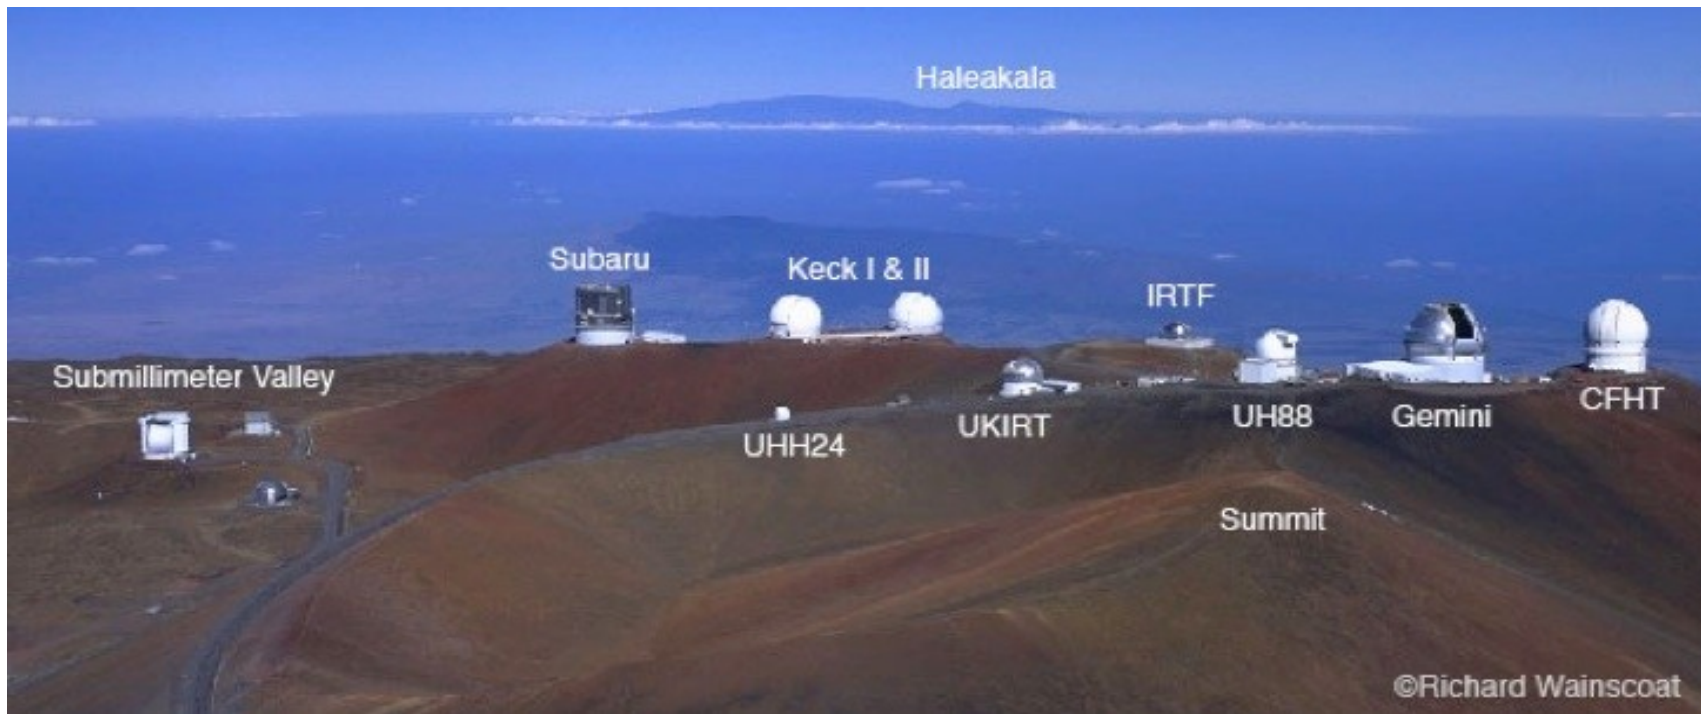 Haleakala
Subaru
Keck I & II
IRTF
Submillimeter Valley
UHH24
UKIRT
UH88
Gemini
CFHT
Summit
©Richard Wainscoat